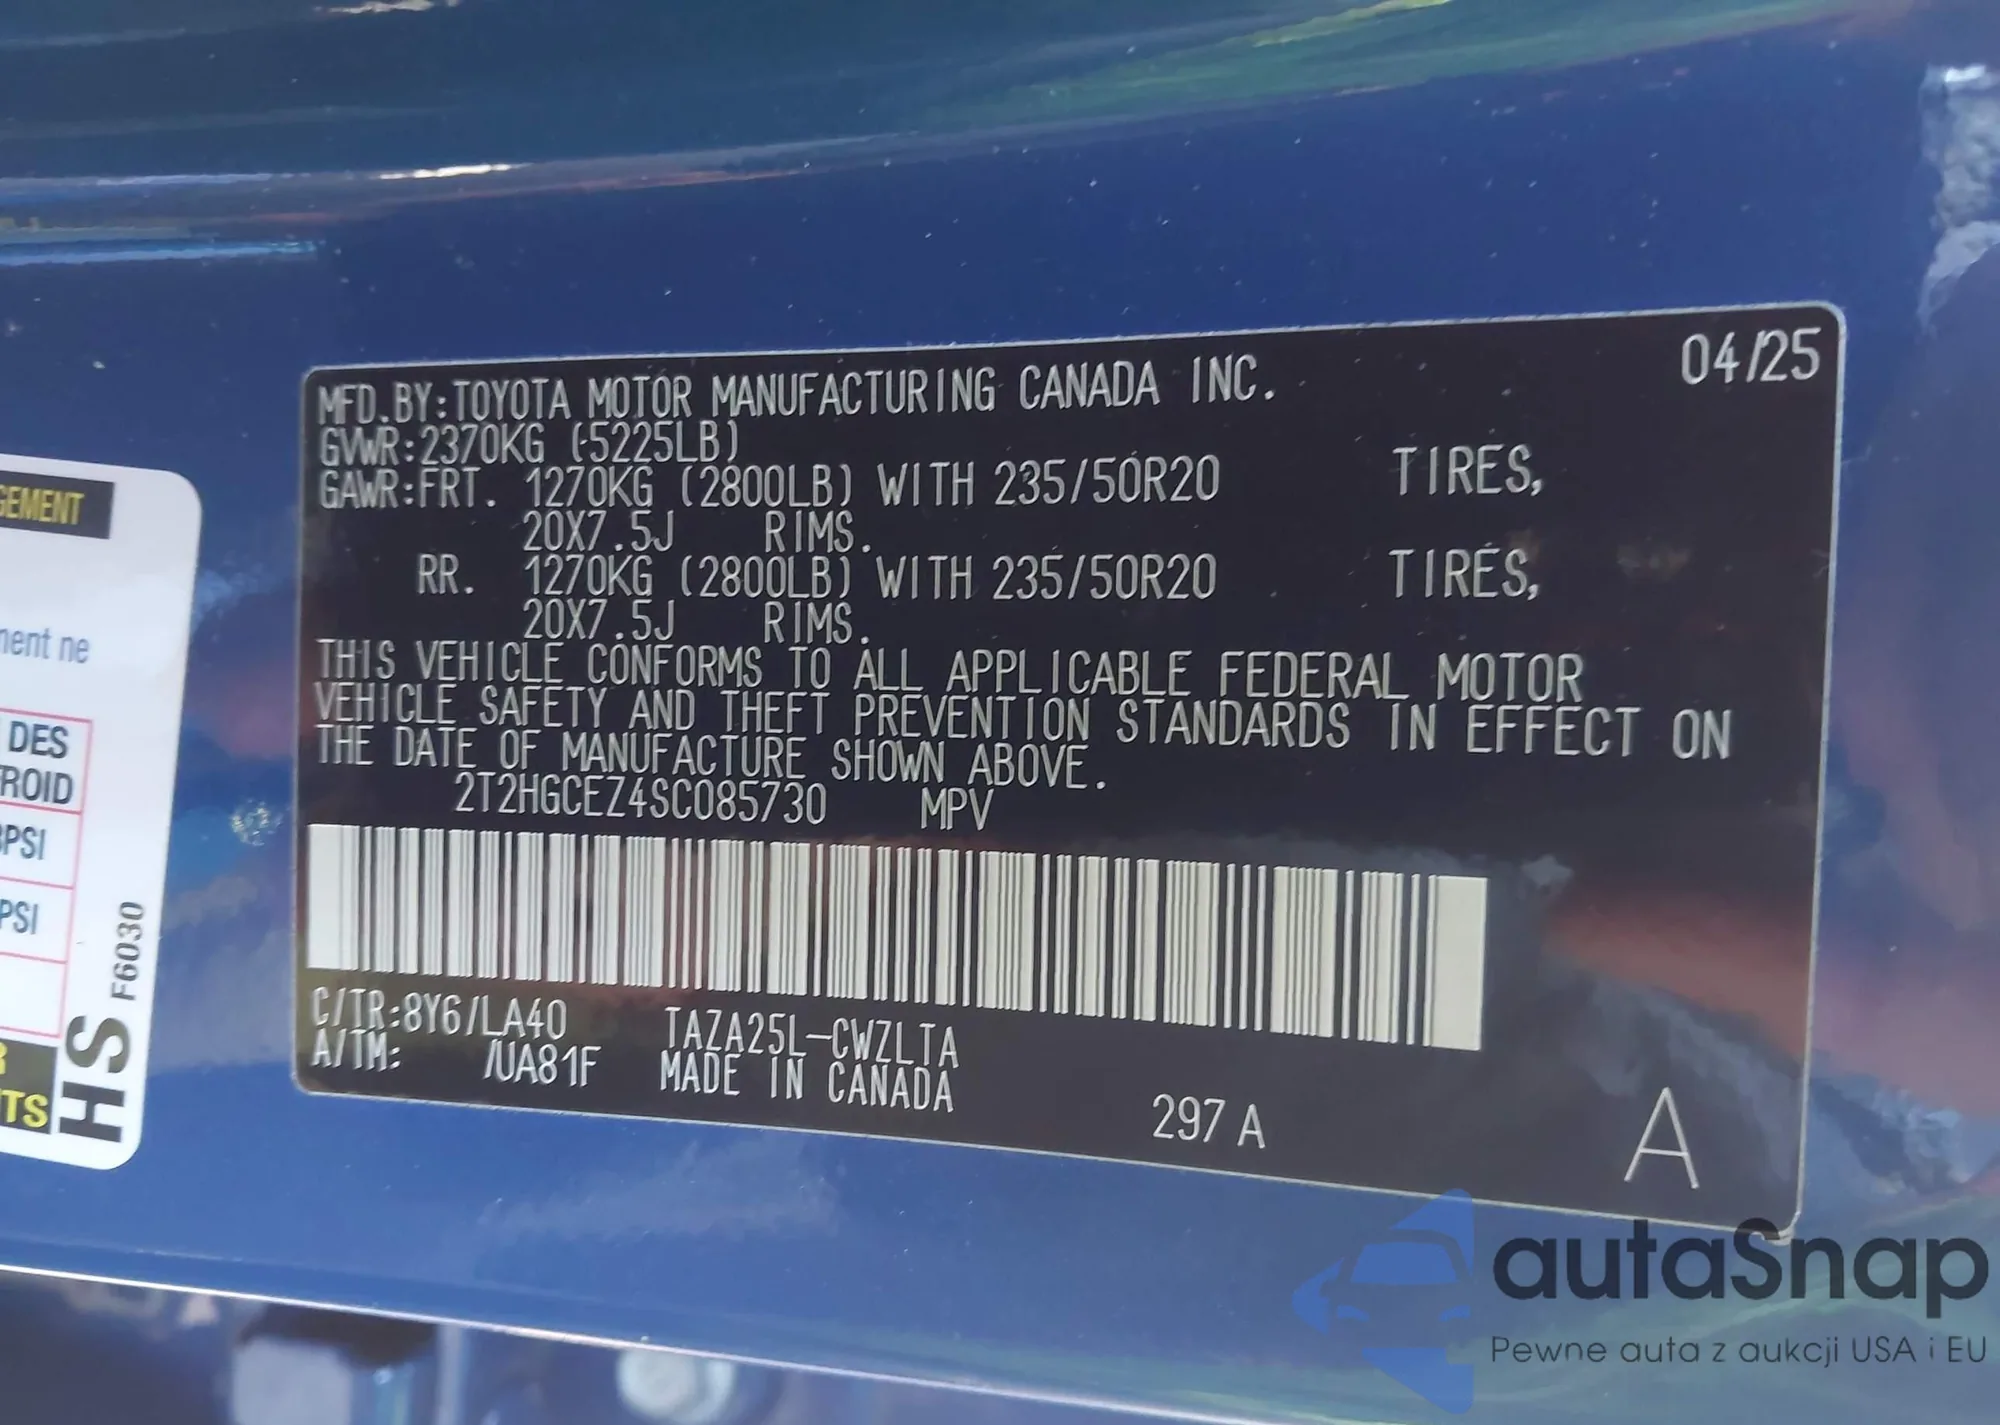 MFD.BY:TOYOTA MOTOR MANUFACTURING CANADA INC. 04/25
GVWR:2370KG (5225LB)
GAWR:FRT. 1270KG (2800LB) WITH 235/50R20 TIRES,
20X7.5J RIMS.
RR. 1270KG (2800LB) WITH 235/50R20 TIRES,
20X7.5J RIMS.
THIS VEHICLE CONFORMS TO ALL APPLICABLE FEDERAL MOTOR
VEHICLE SAFETY AND THEFT PREVENTION STANDARDS IN EFFECT ON
THE DATE OF MANUFACTURE SHOWN ABOVE.
2T2HGCEZ4SC085730 MPV
C/TR:8Y6/LA40 TAZA25L-CWZLTA
A/TM: /UA81F MADE IN CANADA
297 A
A
ne
DES
PSI
PSI
HS F6030
autaSnap
Pewne auta z aukcji USA i EU